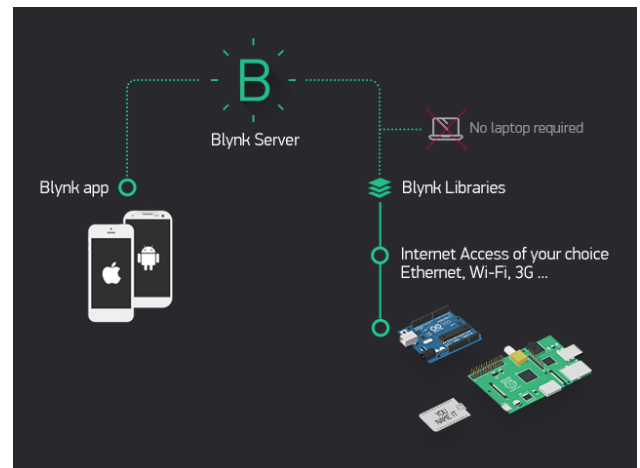 B
Blynk Server
No laptop required
Blynk app
Blynk Libraries
Internet Access of your choice
Ethernet, Wi-Fi, 3G ...
YOU
NAME IT